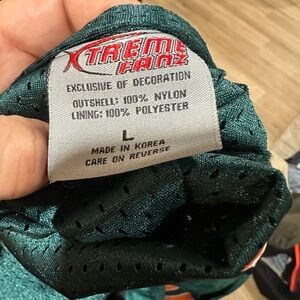 XTREME
FANZ
EXCLUSIVE OF DECORATION
OUTSHELL: 100% NYLON
LINING: 100% POLYESTER
L
MADE IN KOREA
CARE ON REVERSE